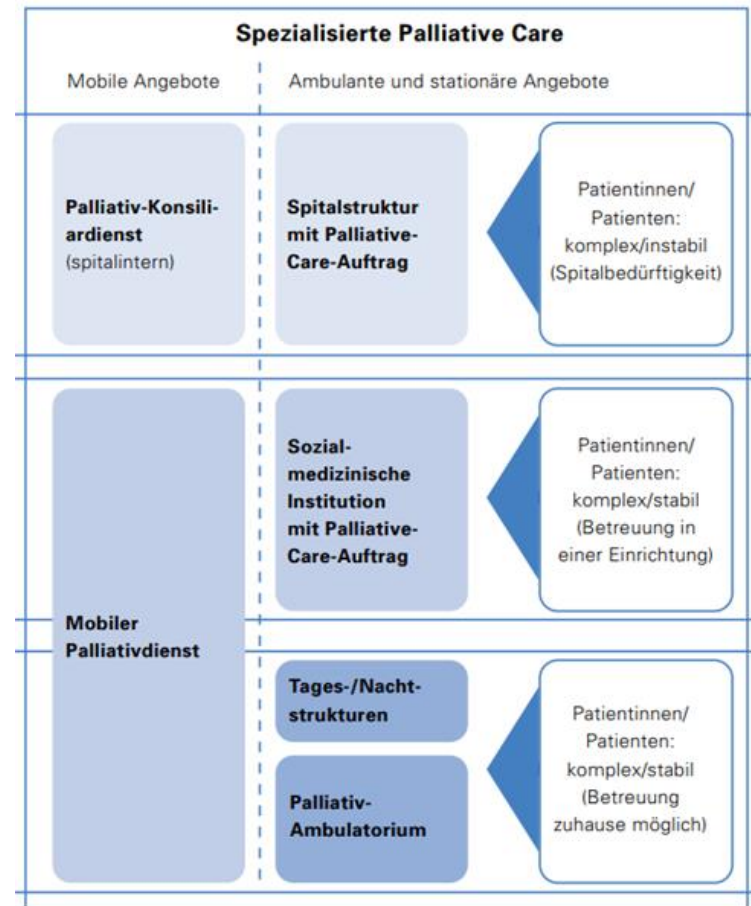 Spezialisierte Palliative Care
Mobile Angebote
Ambulante und stationäre Angebote
Palliativ-Konsili-
ardienst
(spitalintern)
Spitalstruktur
mit Palliative-
Care-Auftrag
Patientinnen/
Patienten:
komplex/instabil
(Spitalbedürftigkeit)
Mobiler
Palliativdienst
Sozial-
medizinische
Institution
mit Palliative-
Care-Auftrag
Patientinnen/
Patienten:
komplex/stabil
(Betreuung in
einer Einrichtung)
Tages-/Nacht-
strukturen
Palliativ-
Ambulatorium
Patientinnen/
Patienten:
komplex/stabil
(Betreuung
zuhause möglich)